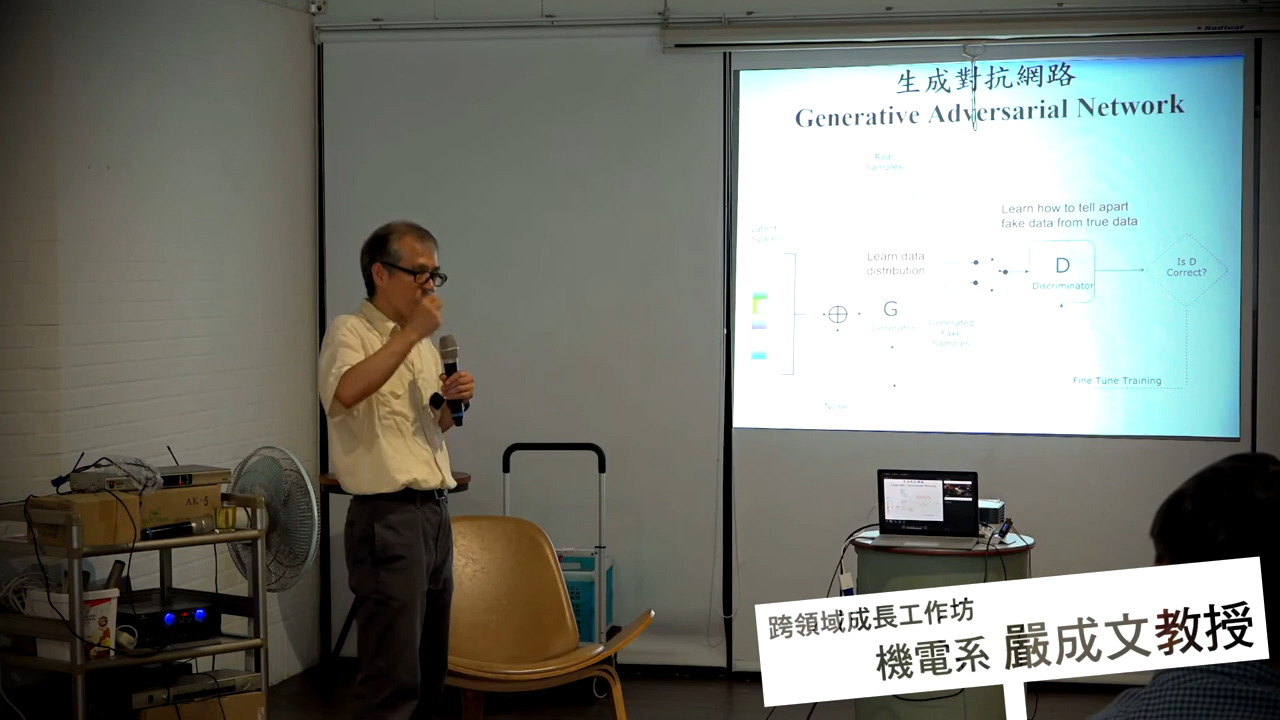 生成對抗網路
Generative Adversarial Network
Real
Samples
Learn how to tell apart
fake data from true data
Latent
Space
Learn data
distribution
D
Discriminator
Is D
Correct?
G
Generator
Generated
Fake
Samples
Fine Tune Training
Noise
AK-5
跨領域成長工作坊
機電系 嚴成文教授